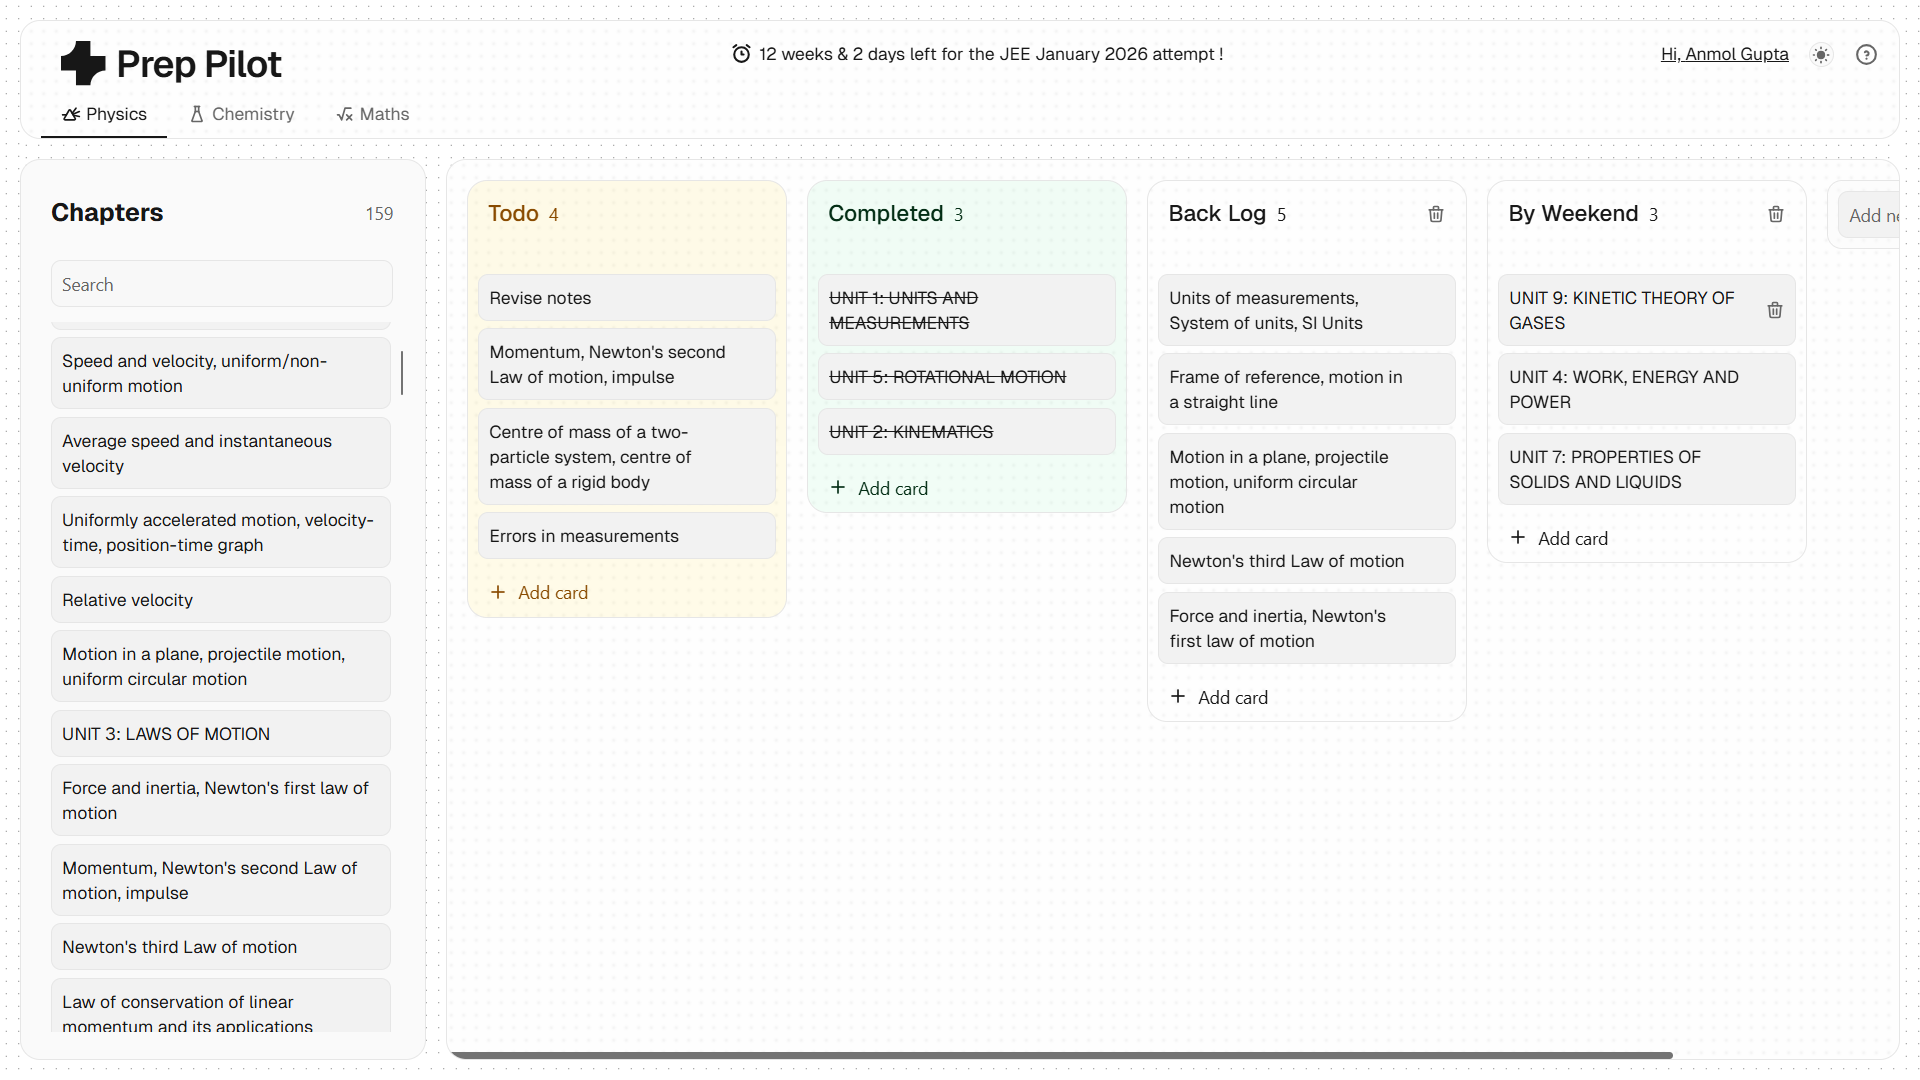 Prep Pilot
12 weeks & 2 days left for the JEE January 2026 attempt !
Hi, Anmol Gupta
Physics
Chemistry
Maths
Chapters 159
Search
Speed and velocity, uniform/non-
uniform motion
Average speed and instantaneous
velocity
Uniformly accelerated motion, velocity-
time, position-time graph
Relative velocity
Motion in a plane, projectile motion,
uniform circular motion
UNIT 3: LAWS OF MOTION
Force and inertia, Newton's first law of
motion
Momentum, Newton's second Law of
motion, impulse
Newton's third Law of motion
Law of conservation of linear
momentum and its applications
Todo 4
Revise notes
Momentum, Newton's second
Law of motion, impulse
Centre of mass of a two-
particle system, centre of
mass of a rigid body
Errors in measurements
+ Add card
Completed 3
UNIT 1: UNITS AND
MEASUREMENTS
UNIT 5: ROTATIONAL MOTION
UNIT 2: KINEMATICS
+ Add card
Back Log 5
Units of measurements,
System of units, SI Units
Frame of reference, motion in
a straight line
Motion in a plane, projectile
motion, uniform circular
motion
Newton's third Law of motion
Force and inertia, Newton's
first law of motion
+ Add card
By Weekend 3
UNIT 9: KINETIC THEORY OF
GASES
UNIT 4: WORK, ENERGY AND
POWER
UNIT 7: PROPERTIES OF
SOLIDS AND LIQUIDS
+ Add card
Add